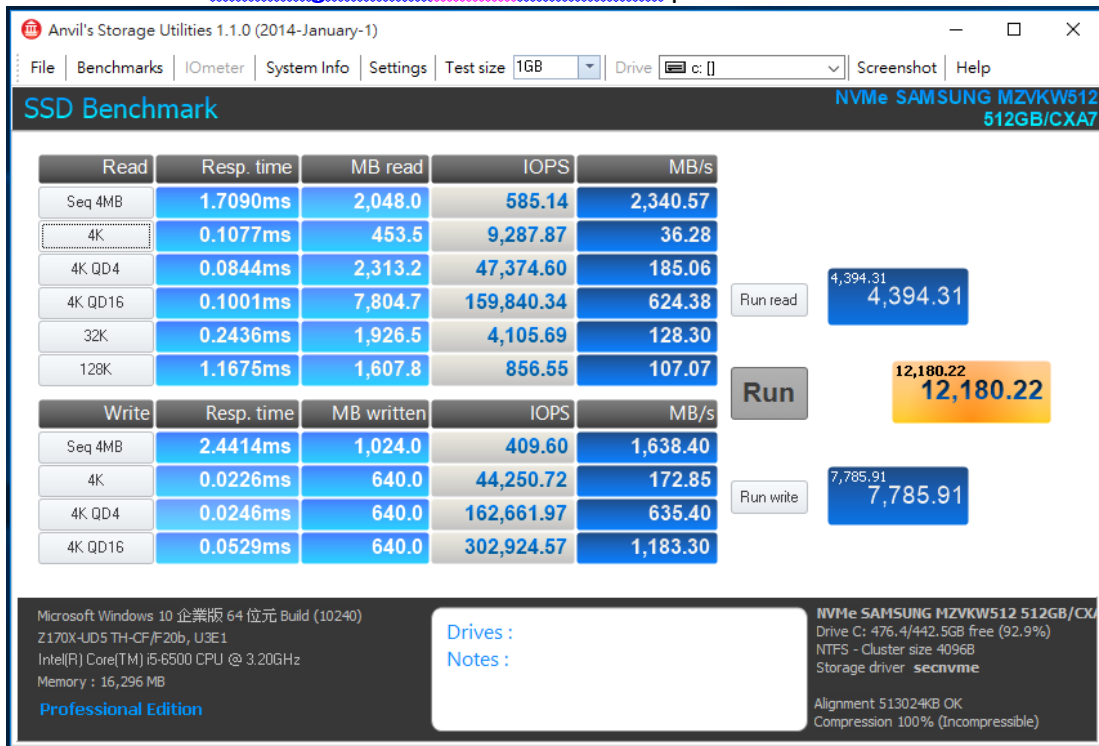 Anvil's Storage Utilities 1.1.0 (2014-January-1)
File Benchmarks IOmeter System Info Settings Test size 1GB Drive c: [] Screenshot Help
SSD Benchmark
NVMe SAMSUNG MZVKW512
512GB/CXA7
Read Resp. time MB read IOPS MB/s
Seq 4MB 1.7090ms 2,048.0 585.14 2,340.57
4K 0.1077ms 453.5 9,287.87 36.28
4K QD4 0.0844ms 2,313.2 47,374.60 185.06
4K QD16 0.1001ms 7,804.7 159,840.34 624.38
32K 0.2436ms 1,926.5 4,105.69 128.30
128K 1.1675ms 1,607.8 856.55 107.07
Run read
4,394.31
4,394.31
Run
12,180.22
12,180.22
Write Resp. time MB written IOPS MB/s
Seq 4MB 2.4414ms 1,024.0 409.60 1,638.40
4K 0.0226ms 640.0 44,250.72 172.85
4K QD4 0.0246ms 640.0 162,661.97 635.40
4K QD16 0.0529ms 640.0 302,924.57 1,183.30
Run write
7,785.91
7,785.91
Microsoft Windows 10 企業版 64 位元 Build (10240)
Z170X-UD5 TH-CF/F20b, U3E1
Intel(R) Core(TM) i5-6500 CPU @ 3.20GHz
Memory : 16,296 MB
Professional Edition
Drives :
Notes :
NVMe SAMSUNG MZVKW512 512GB/CX
Drive C: 476.4/442.5GB free (92.9%)
NTFS - Cluster size 4096B
Storage driver secnvme
Alignment 513024KB OK
Compression 100% (Incompressible)